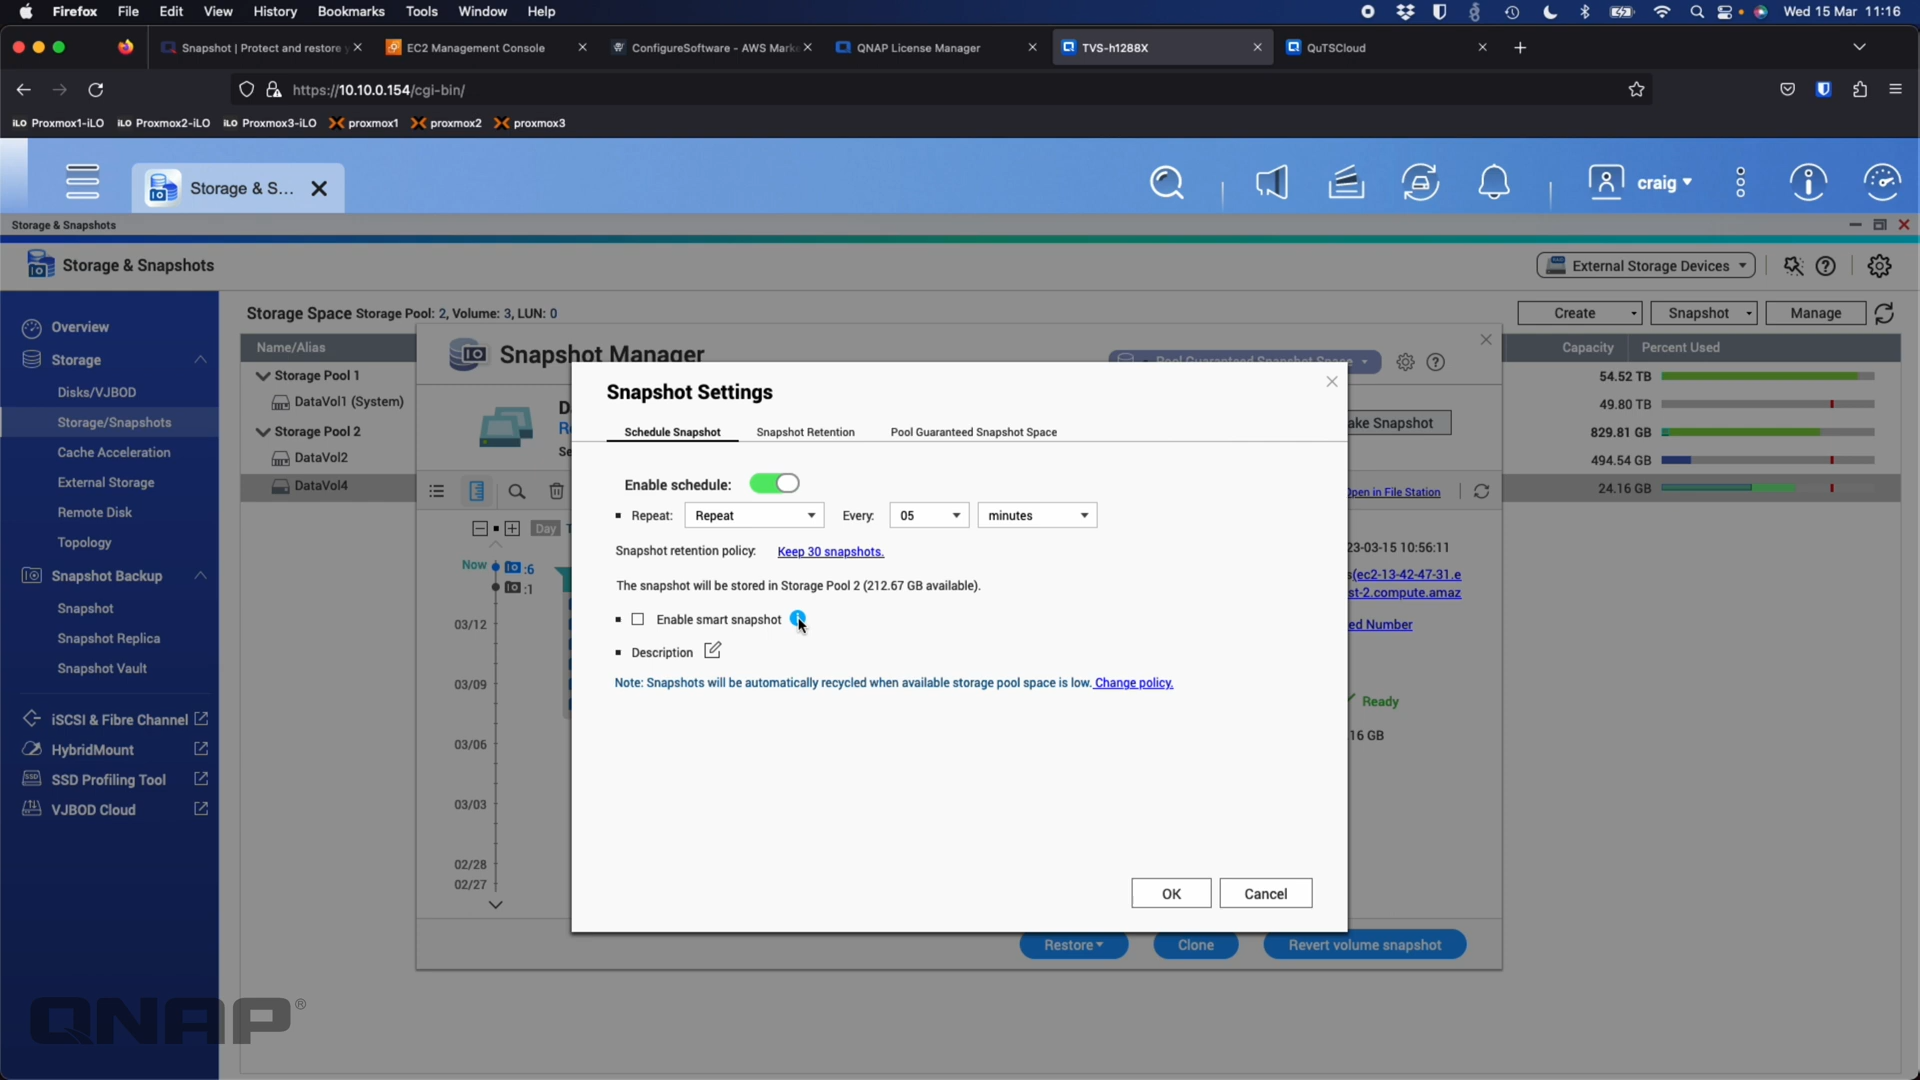 Firefox File Edit View History Bookmarks Tools Window Help
Wed 15 Mar 11:16
Snapshot | Protect and restore
EC2 Management Console
ConfigureSoftware - AWS Mark
QNAP License Manager
TVS-h1288X
QuTSCloud
https://10.10.0.154/cgi-bin/
iLO Proxmox1-iLO iLO Proxmox2-iLO iLO Proxmox3-iLO proxmox1 proxmox2 proxmox3
Storage & S...
craig
Storage & Snapshots
Storage & Snapshots
External Storage Devices
Overview
Storage
Disks/VJBOD
Storage/Snapshots
Cache Acceleration
External Storage
Remote Disk
Topology
Snapshot Backup
Snapshot
Snapshot Replica
Snapshot Vault
iSCSI & Fibre Channel
HybridMount
SSD Profiling Tool
VJBOD Cloud
Storage Space Storage Pool: 2, Volume: 3, LUN: 0
Create Snapshot Manage
Name/Alias
Capacity Percent Used
Storage Pool 1
54.52 TB
DataVol1 (System)
49.80 TB
Storage Pool 2
829.81 GB
DataVol2
494.54 GB
DataVol4
24.16 GB
Snapshot Manager
Pool Guaranteed Snapshot Space
ake Snapshot
Open in File Station
Day
Now
:6
:1
03/12
03/09
03/06
03/03
02/28
02/27
23-03-15 10:56:11
s(ec2-13-42-47-31.e
st-2.compute.amaz
ed Number
Ready
16 GB
Snapshot Settings
Schedule Snapshot Snapshot Retention Pool Guaranteed Snapshot Space
Enable schedule:
Repeat: Repeat Every: 05 minutes
Snapshot retention policy: Keep 30 snapshots.
The snapshot will be stored in Storage Pool 2 (212.67 GB available).
Enable smart snapshot
Description
Note: Snapshots will be automatically recycled when available storage pool space is low. Change policy.
OK Cancel
Restore Clone Revert volume snapshot
QNAP®